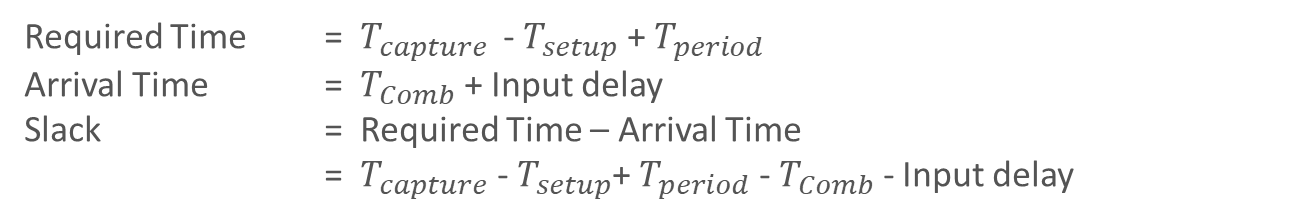 Required Time = T_capture - T_setup + T_period
Arrival Time = T_Comb + Input delay
Slack = Required Time – Arrival Time
= T_capture - T_setup+ T_period - T_Comb - Input delay